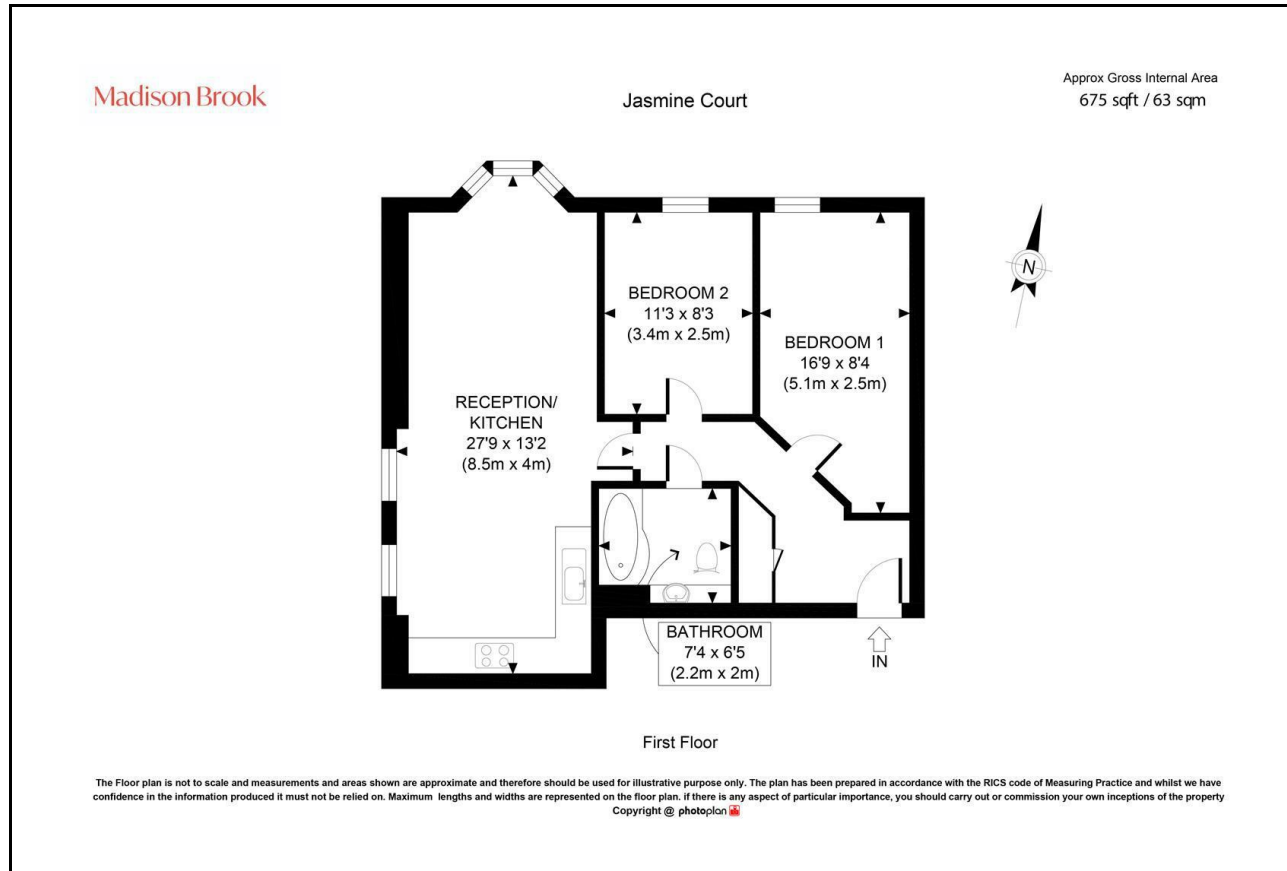 Madison Brook
Jasmine Court
Approx Gross Internal Area
675 sqft / 63 sqm
BEDROOM 2
11'3 x 8'3
(3.4m x 2.5m)
BEDROOM 1
16'9 x 8'4
(5.1m x 2.5m)
N
RECEPTION/
KITCHEN
27'9 x 13'2
(8.5m x 4m)
BATHROOM
7'4 x 6'5
(2.2m x 2m)
IN
First Floor
The Floor plan is not to scale and measurements and areas shown are approximate and therefore should be used for illustrative purpose only. The plan has been prepared in accordance with the RICS code of Measuring Practice and whilst we have
confidence in the information produced it must not be relied on. Maximum lengths and widths are represented on the floor plan. if there is any aspect of particular importance, you should carry out or commission your own inceptions of the property
Copyright @ photoplan